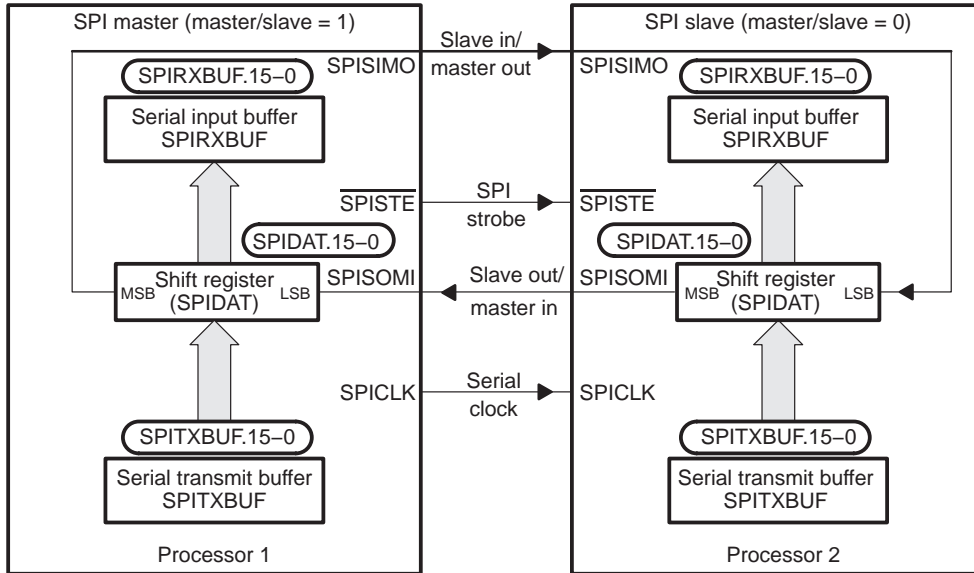 SPI master (master/slave = 1)
SPIRXBUF.15–0
Serial input buffer
SPIRXBUF
SPISIMO
SPISTE
SPIDAT.15–0
MSB
Shift register
(SPIDAT)
LSB
SPISOMI
SPICLK
SPITXBUF.15–0
Serial transmit buffer
SPITXBUF
Processor 1
Slave in/
master out
SPI
strobe
Slave out/
master in
Serial
clock
SPI slave (master/slave = 0)
SPISIMO
SPIRXBUF.15–0
Serial input buffer
SPIRXBUF
SPISTE
SPIDAT.15–0
SPISOMI
MSB
Shift register
(SPIDAT)
LSB
SPICLK
SPITXBUF.15–0
Serial transmit buffer
SPITXBUF
Processor 2